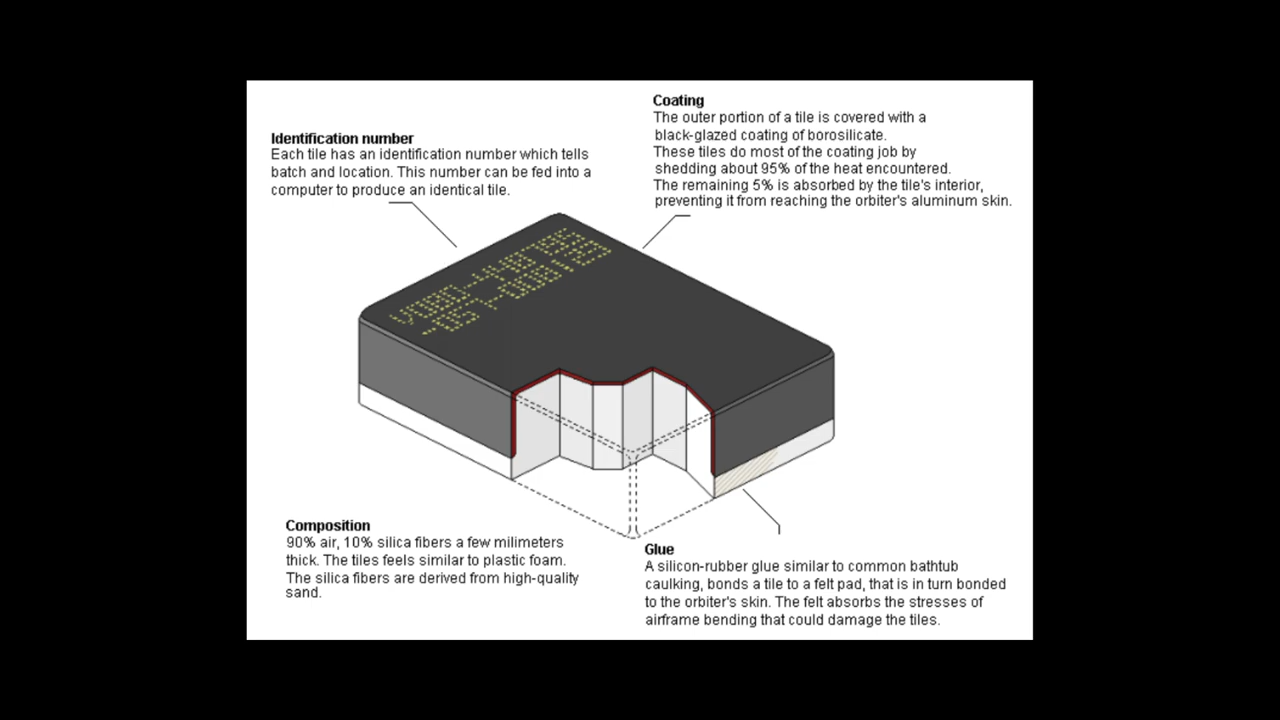 Identification number
Each tile has an identification number which tells
batch and location. This number can be fed into a
computer to produce an identical tile.
Coating
The outer portion of a tile is covered with a
black-glazed coating of borosilicate.
These tiles do most of the coating job by
shedding about 95% of the heat encountered.
The remaining 5% is absorbed by the tile's interior,
preventing it from reaching the orbiter's aluminum skin.
Composition
90% air, 10% silica fibers a few milimeters
thick. The tiles feels similar to plastic foam.
The silica fibers are derived from high-quality
sand.
Glue
A silicon-rubber glue similar to common bathtub
caulking, bonds a tile to a felt pad, that is in turn bonded
to the orbiter's skin. The felt absorbs the stresses of
airframe bending that could damage the tiles.